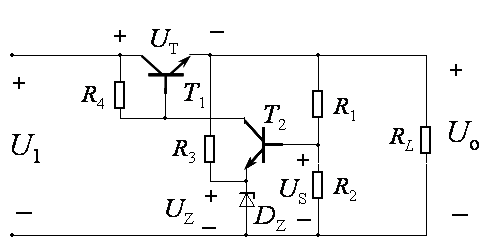 + U_T −
+ R_4 T_1 T_2 R_1 +
U_1 R_3 R_L U_o
+ U_S R_2
− U_Z − D_Z − −